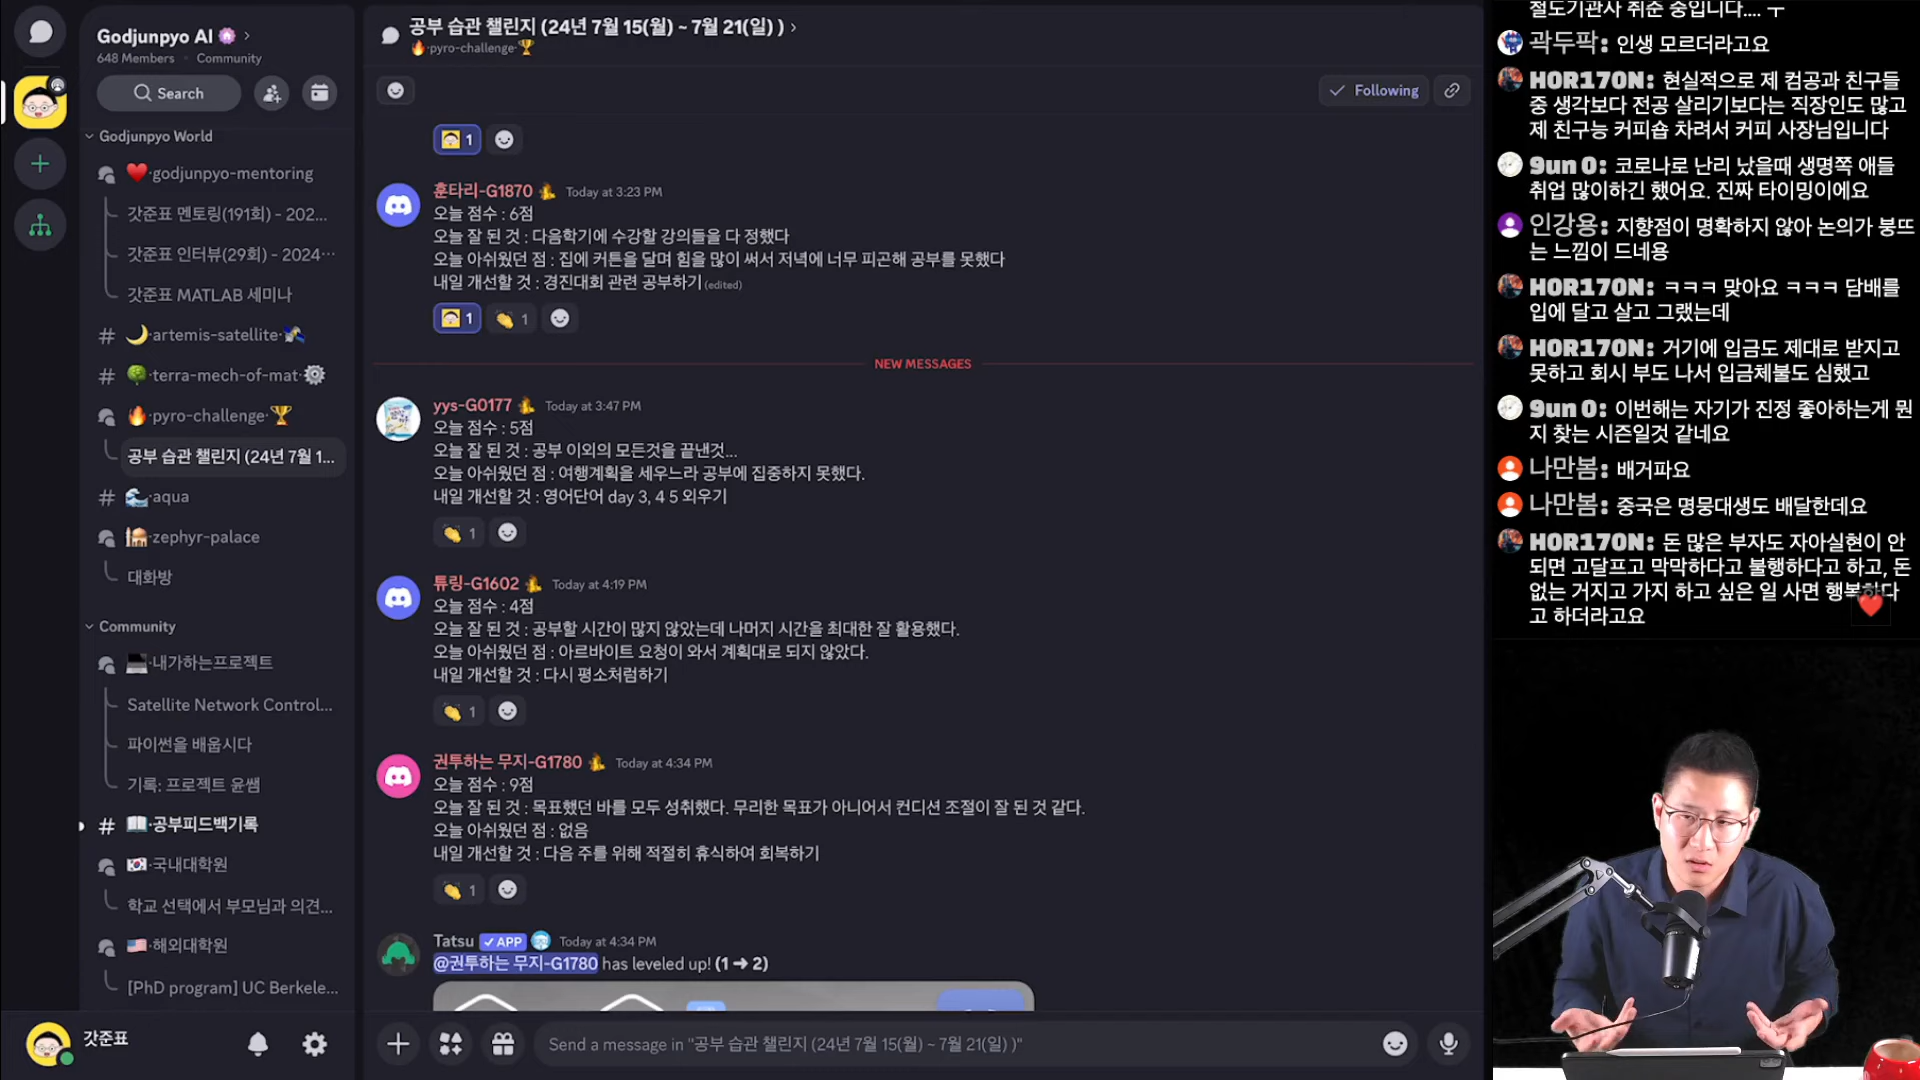 Godjunpyo AI
648 Members · Community
Search
Godjunpyo World
·godjunpyo-mentoring
갓준표 멘토링(191회) - 202...
갓준표 인터뷰(29회) - 2024...
갓준표 MATLAB 세미나
# ·artemis-satellite·
# ·terra-mech-of-mat·
·pyro-challenge·
공부 습관 챌린지 (24년 7월 1...
# ·aqua
·zephyr-palace
대화방
Community
·내가하는프로젝트
Satellite Network Control...
파이썬을 배웁시다
기록: 프로젝트 윤쌤
# ·공부피드백기록
·국내대학원
학교 선택에서 부모님과 의견...
·해외대학원
[PhD program] UC Berkele...
갓준표
공부 습관 챌린지 (24년 7월 15(월) ~ 7월 21(일) )
·pyro-challenge·
Following
1
훈타리-G1870 Today at 3:23 PM
오늘 점수 : 6점
오늘 잘 된 것 : 다음학기에 수강할 강의들을 다 정했다
오늘 아쉬웠던 점 : 집에 커튼을 달며 힘을 많이 써서 저녁에 너무 피곤해 공부를 못했다
내일 개선할 것 : 경진대회 관련 공부하기 (edited)
1 1
NEW MESSAGES
yys-G0177 Today at 3:47 PM
오늘 점수 : 5점
오늘 잘 된 것 : 공부 이외의 모든것을 끝낸것...
오늘 아쉬웠던 점 : 여행계획을 세우느라 공부에 집중하지 못했다.
내일 개선할 것 : 영어단어 day 3, 4 5 외우기
1
튜링-G1602 Today at 4:19 PM
오늘 점수 : 4점
오늘 잘 된 것 : 공부할 시간이 많지 않았는데 나머지 시간을 최대한 잘 활용했다.
오늘 아쉬웠던 점 : 아르바이트 요청이 와서 계획대로 되지 않았다.
내일 개선할 것 : 다시 평소처럼하기
1
권투하는 무지-G1780 Today at 4:34 PM
오늘 점수 : 9점
오늘 잘 된 것 : 목표했던 바를 모두 성취했다. 무리한 목표가 아니어서 컨디션 조절이 잘 된 것 같다.
오늘 아쉬웠던 점 : 없음
내일 개선할 것 : 다음 주를 위해 적절히 휴식하여 회복하기
1
Tatsu APP Today at 4:34 PM
@권투하는 무지-G1780 has leveled up! (1 ➜ 2)
Send a message in "공부 습관 챌린지 (24년 7월 15(월) ~ 7월 21(일) )"
철도기관사 취준 중입니다.... ㅜ
곽두팍: 인생 모르더라고요
H0R170N: 현실적으로 제 컴공과 친구들
중 생각보다 전공 살리기보다는 직장인도 많고
제 친구능 커피숍 차려서 커피 사장님입니다
9un 0: 코로나로 난리 났을때 생명쪽 애들
취업 많이하긴 했어요. 진짜 타이밍이에요
인강용: 지향점이 명확하지 않아 논의가 붕뜨
는 느낌이 드네용
H0R170N: ㅋㅋㅋ 맞아요 ㅋㅋㅋ 담배를
입에 달고 살고 그랬는데
H0R170N: 거기에 입금도 제대로 받지고
못하고 회시 부도 나서 입금체불도 심했고
9un 0: 이번해는 자기가 진정 좋아하는게 뭔
지 찾는 시즌일것 같네요
나만봄: 배거파요
나만봄: 중국은 명뭉대생도 배달한데요
H0R170N: 돈 많은 부자도 자아실현이 안
되면 고달프고 막막하다고 불행하다고 하고, 돈
없는 거지고 가지 하고 싶은 일 사면 행복하다
고 하더라고요